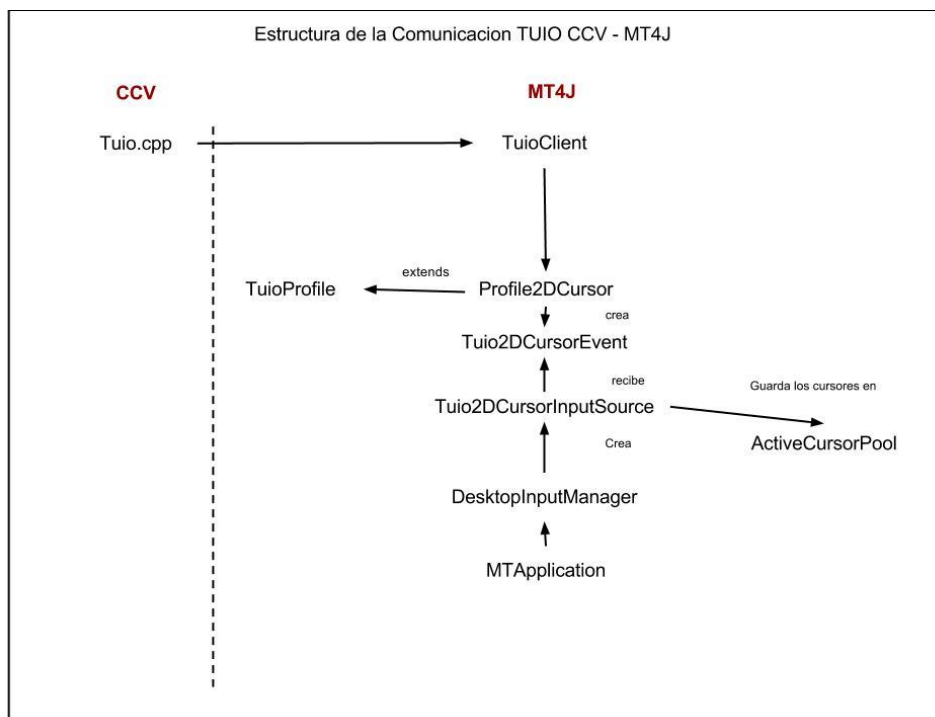 Estructura de la Comunicacion TUIO CCV - MT4J
CCV
MT4J
Tuio.cpp
TuioClient
extends
TuioProfile
Profile2DCursor
crea
Tuio2DCursorEvent
recibe
Guarda los cursores en
Tuio2DCursorInputSource
Crea
ActiveCursorPool
DesktopInputManager
MTApplication